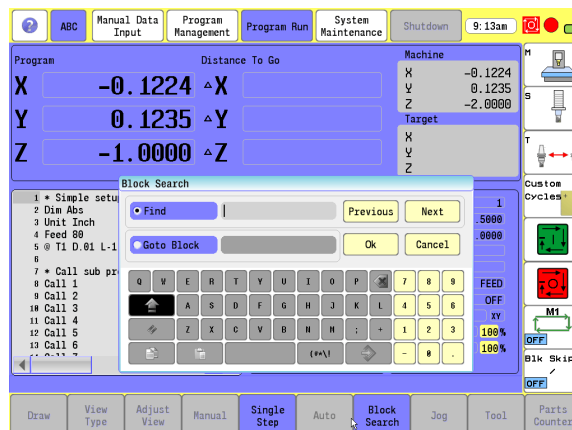 ? ABC Manual Data Input Program Management Program Run System Maintenance Shutdown 9:13am
Program Distance To Go Machine
X -0.1224 △X
Y 0.1235 △Y
Z -1.0000 △Z
X -0.1224
Y 0.1235
Z -2.0000
Target
X
Y
Z
M
S
T
Custom Cycles
1 * Simple setu
2 Dim Abs
3 Unit Inch
4 Feed 80
5 @ T1 D.01 L-1
6
7 * Call sub pr
8 Call 1
9 Call 2
10 Call 3
11 Call 4
12 Call 5
13 Call 6
1
.5000
.0000
FEED
OFF
XY
100%
100%
Block Search
Find Previous Next
Goto Block Ok Cancel
Q W E R T Y U I O P 7 8 9
A S D F G H J K L 4 5 6
Z X C V B N M : + 1 2 3
(#^\! - 0 .
M1
OFF
Blk Skip
/
OFF
Draw View Type Adjust View Manual Single Step Auto Block Search Jog Tool Parts Counter